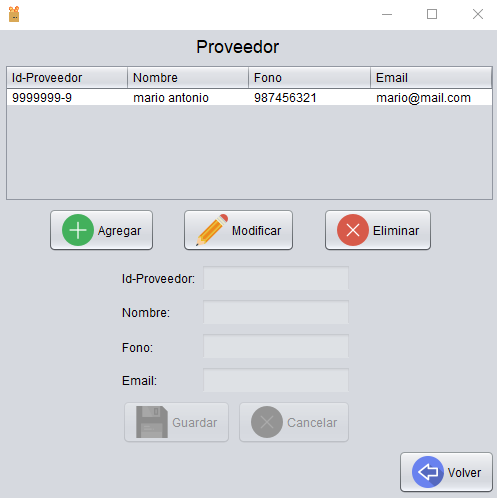 Proveedor
Id-Proveedor Nombre Fono Email
9999999-9 mario antonio 987456321 mario@mail.com
Agregar Modificar Eliminar
Id-Proveedor:
Nombre:
Fono:
Email:
Guardar Cancelar
Volver